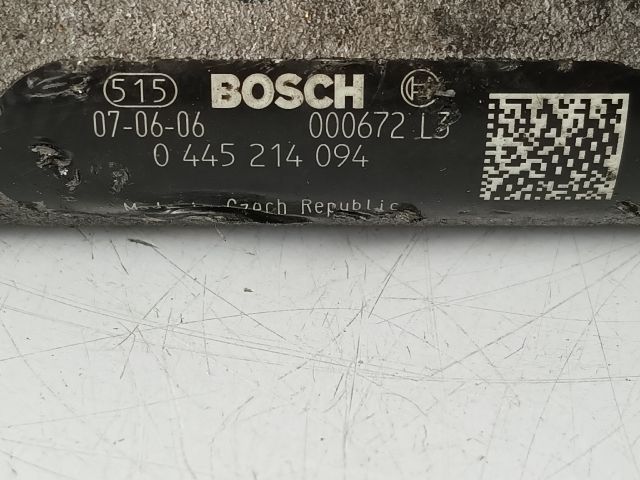 515 BOSCH
07-06-06 000672 L3
0 445 214 094
Czech Republic